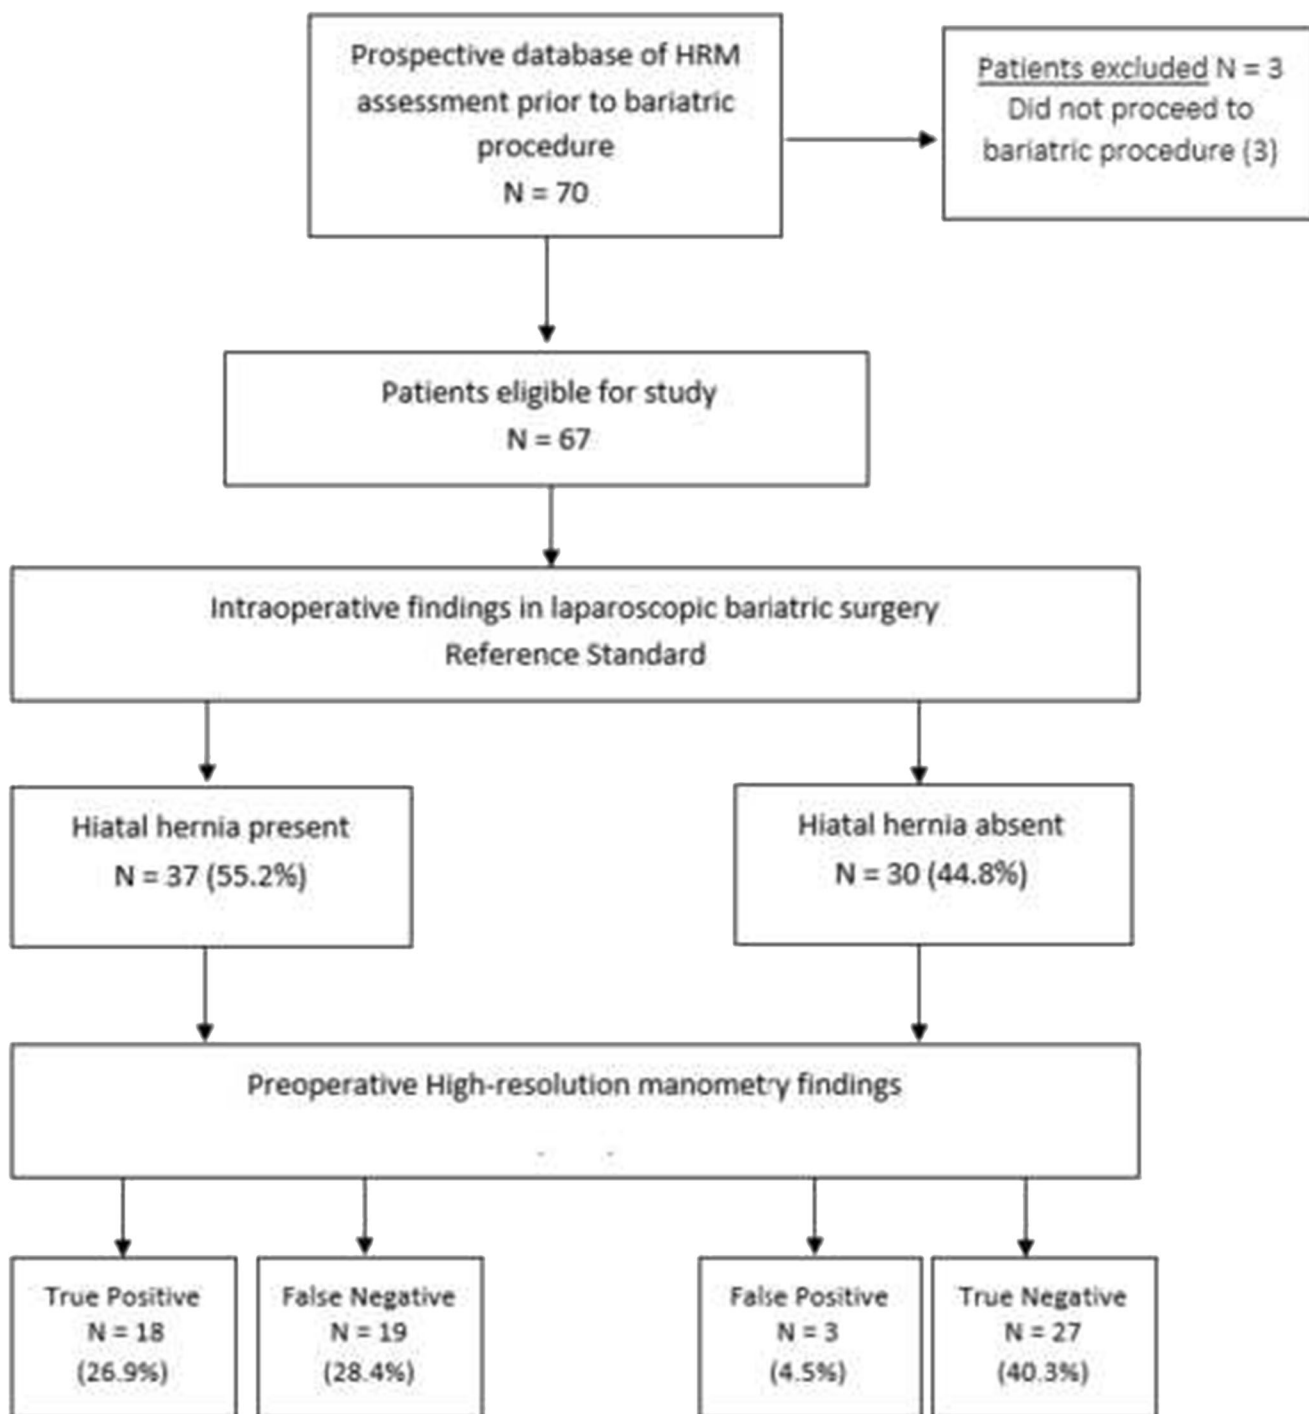 Prospective database of HRM
assessment prior to bariatric
procedure
N = 70
Patients excluded N = 3
Did not proceed to
bariatric procedure (3)
Patients eligible for study
N = 67
Intraoperative findings in laparoscopic bariatric surgery
Reference Standard
Hiatal hernia present
N = 37 (55.2%)
Hiatal hernia absent
N = 30 (44.8%)
Preoperative High-resolution manometry findings
True Positive
N = 18
(26.9%)
False Negative
N = 19
(28.4%)
False Positive
N = 3
(4.5%)
True Negative
N = 27
(40.3%)